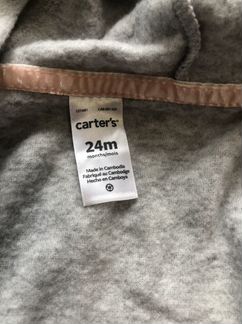 carter's®
24m
months/mois
Made in Cambodia
Fabriqué au Cambodge
Hecho en Camboya